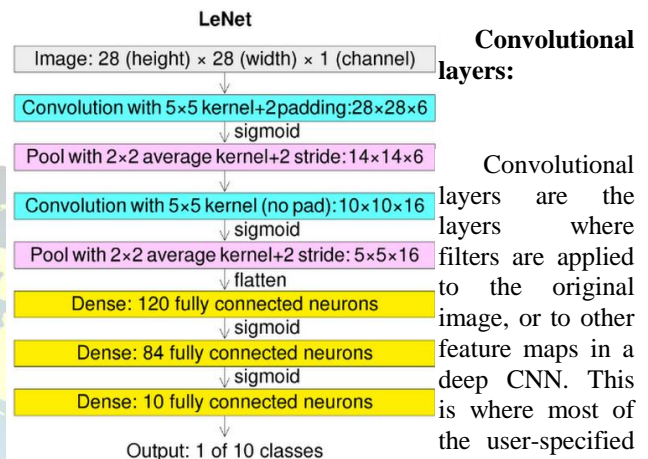 LeNet
Image: 28 (height) × 28 (width) × 1 (channel)
Convolution with 5×5 kernel+2padding:28×28×6
sigmoid
Pool with 2×2 average kernel+2 stride:14×14×6
Convolution with 5×5 kernel (no pad):10×10×16
sigmoid
Pool with 2×2 average kernel+2 stride: 5×5×16
flatten
Dense: 120 fully connected neurons
sigmoid
Dense: 84 fully connected neurons
sigmoid
Dense: 10 fully connected neurons
Output: 1 of 10 classes
Convolutional
layers:
Convolutional
layers are the
layers where
filters are applied
to the original
image, or to other
feature maps in a
deep CNN. This
is where most of
the user-specified